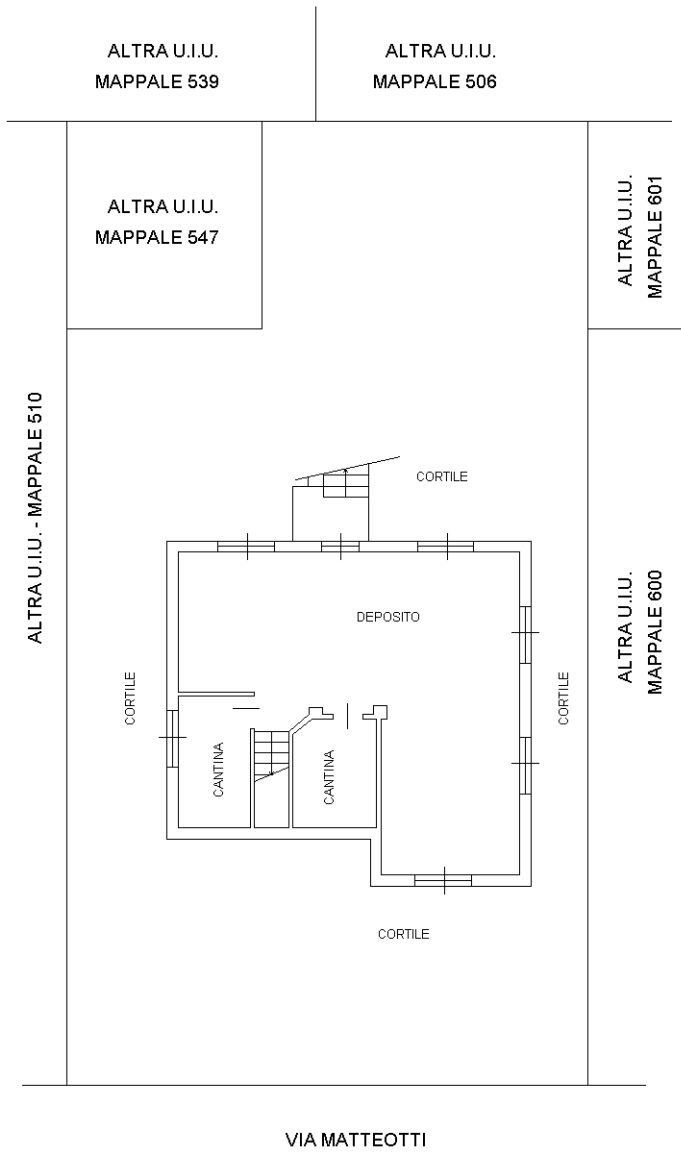 ALTRA U.I.U.
MAPPALE 539
ALTRA U.I.U.
MAPPALE 506
ALTRA U.I.U.
MAPPALE 547
ALTRA U.I.U.
MAPPALE 601
ALTRA U.I.U. - MAPPALE 510
CORTILE
DEPOSITO
ALTRA U.I.U.
MAPPALE 600
CORTILE
CORTILE
CANTINA
CANTINA
CORTILE
VIA MATTEOTTI